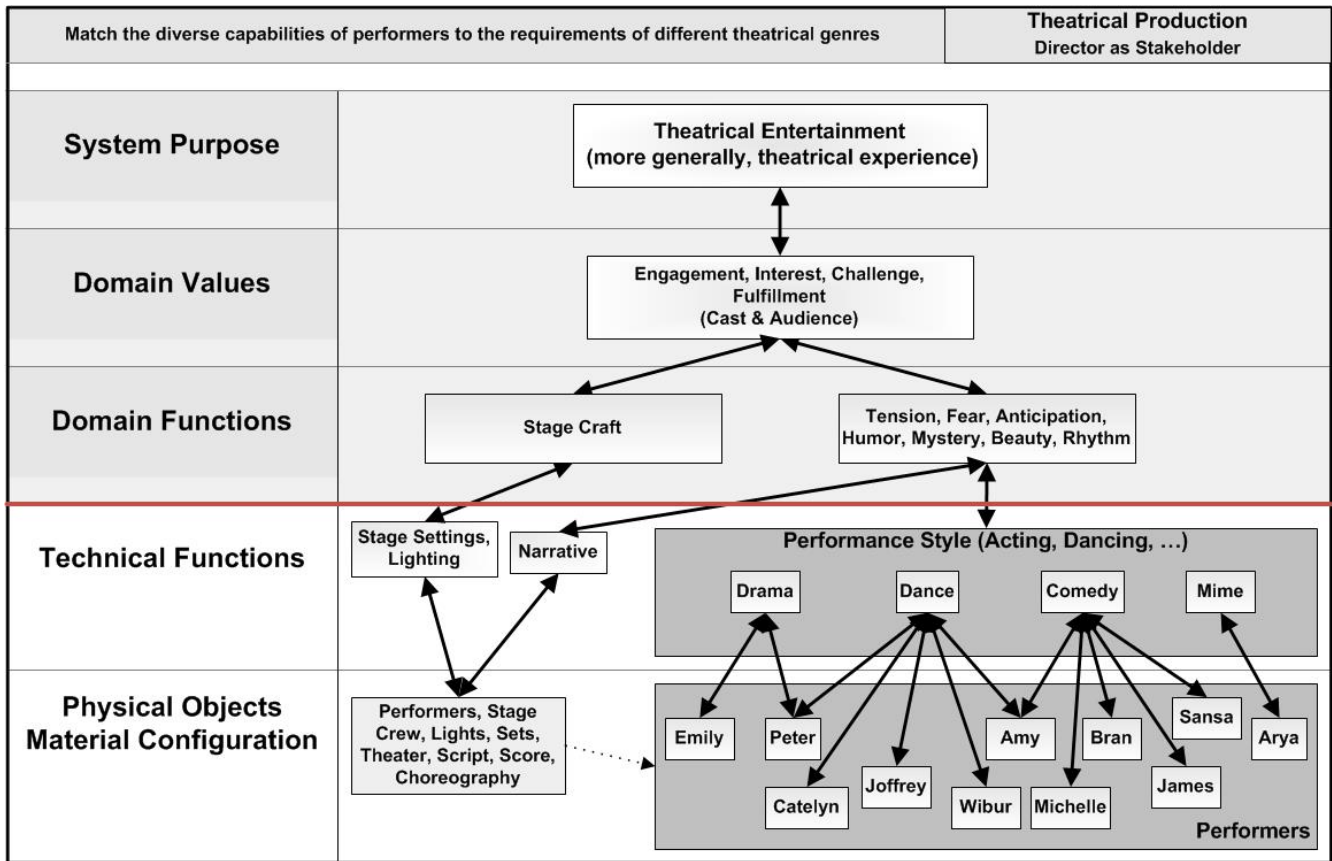 Match the diverse capabilities of performers to the requirements of different theatrical genres
Theatrical Production
Director as Stakeholder
System Purpose
Theatrical Entertainment
(more generally, theatrical experience)
Domain Values
Engagement, Interest, Challenge,
Fulfillment
(Cast & Audience)
Domain Functions
Stage Craft
Tension, Fear, Anticipation,
Humor, Mystery, Beauty, Rhythm
Technical Functions
Stage Settings,
Lighting
Narrative
Performance Style (Acting, Dancing, …)
Drama
Dance
Comedy
Mime
Physical Objects
Material Configuration
Performers, Stage
Crew, Lights, Sets,
Theater, Script, Score,
Choreography
Emily
Peter
Amy
Bran
Sansa
Arya
Catelyn
Joffrey
Wibur
Michelle
James
Performers